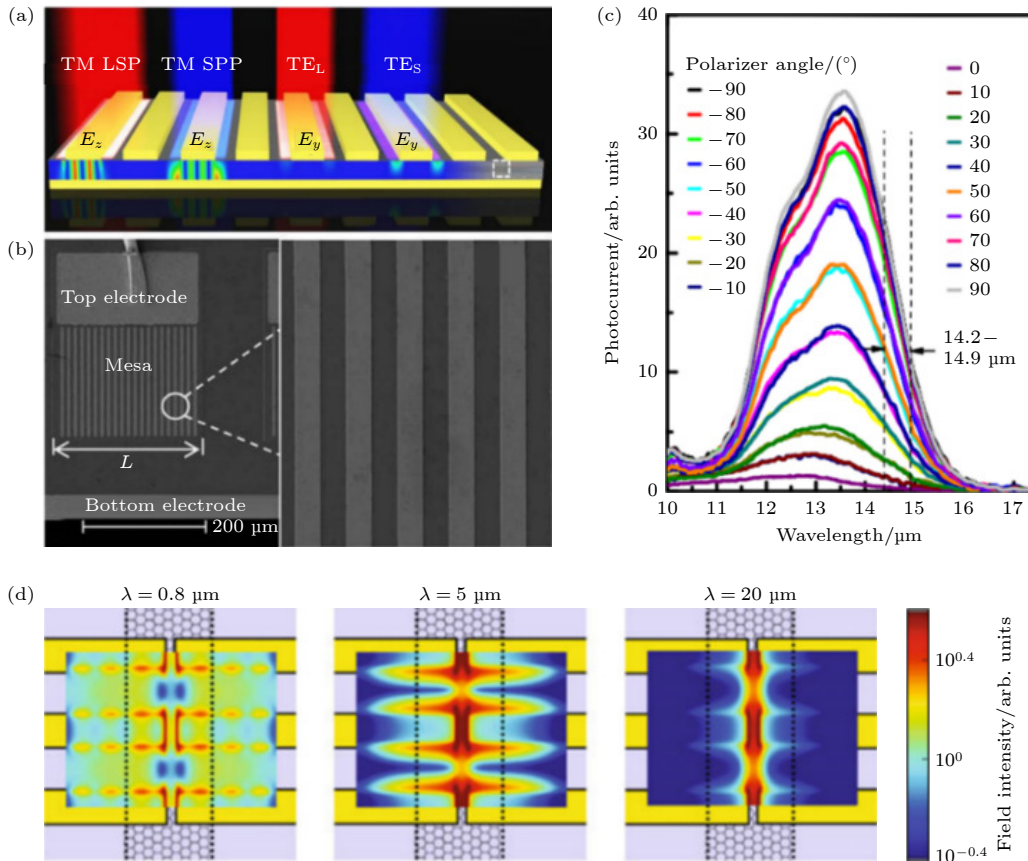 (a)
TM LSP TM SPP TE_L TE_S
E_z E_z E_y E_y
(b)
Top electrode
Mesa
L
Bottom electrode
200 µm
(c)
40
30
20
10
0
Photocurrent/arb. units
Polarizer angle/(°)
−90
−80
−70
−60
−50
−40
−30
−20
−10
0
10
20
30
40
50
60
70
80
90
14.2−
14.9 µm
10 11 12 13 14 15 16 17
Wavelength/µm
(d)
λ = 0.8 µm λ = 5 µm λ = 20 µm
10^0.4
10^0
10^−0.4
Field intensity/arb. units